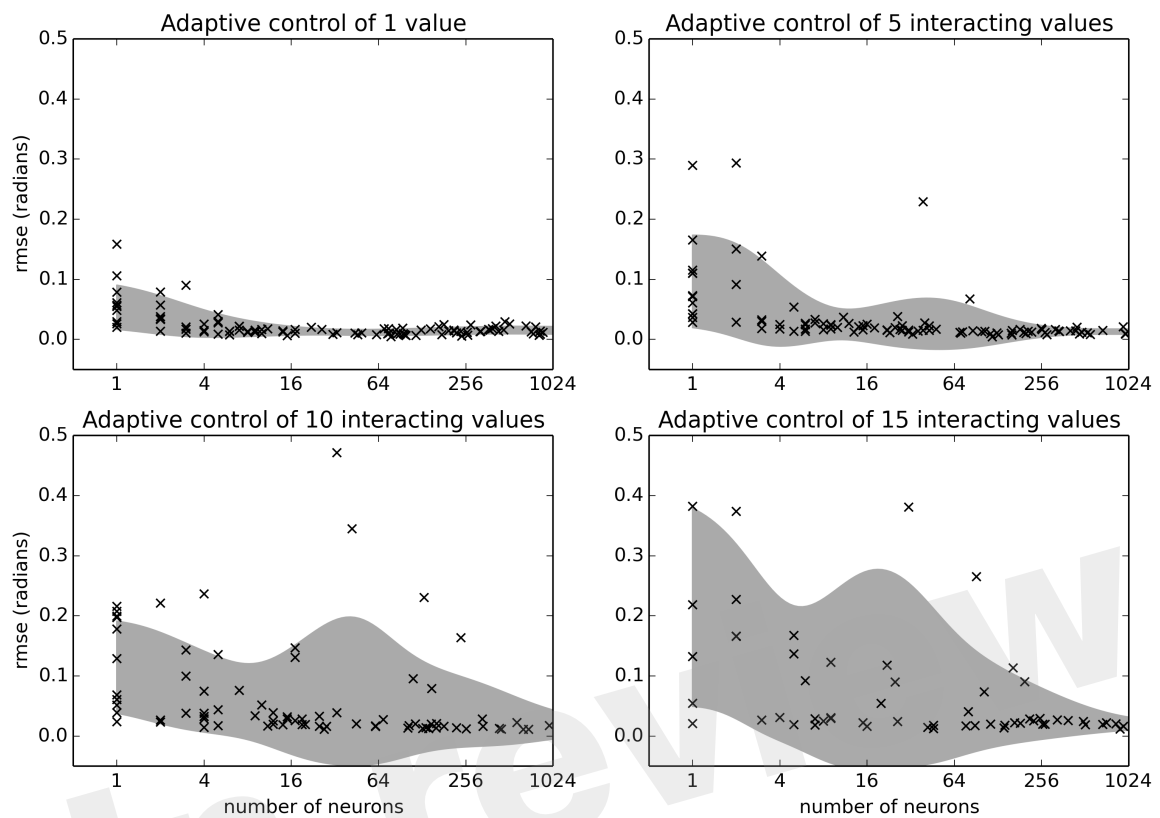 Adaptive control of 1 value
Adaptive control of 5 interacting values
rmse (radians)
0.5
0.4
0.3
0.2
0.1
0.0
1 4 16 64 256 1024
0.5
0.4
0.3
0.2
0.1
0.0
1 4 16 64 256 1024
Adaptive control of 10 interacting values
Adaptive control of 15 interacting values
rmse (radians)
0.5
0.4
0.3
0.2
0.1
0.0
1 4 16 64 256 1024
number of neurons
0.5
0.4
0.3
0.2
0.1
0.0
1 4 16 64 256 1024
number of neurons
review